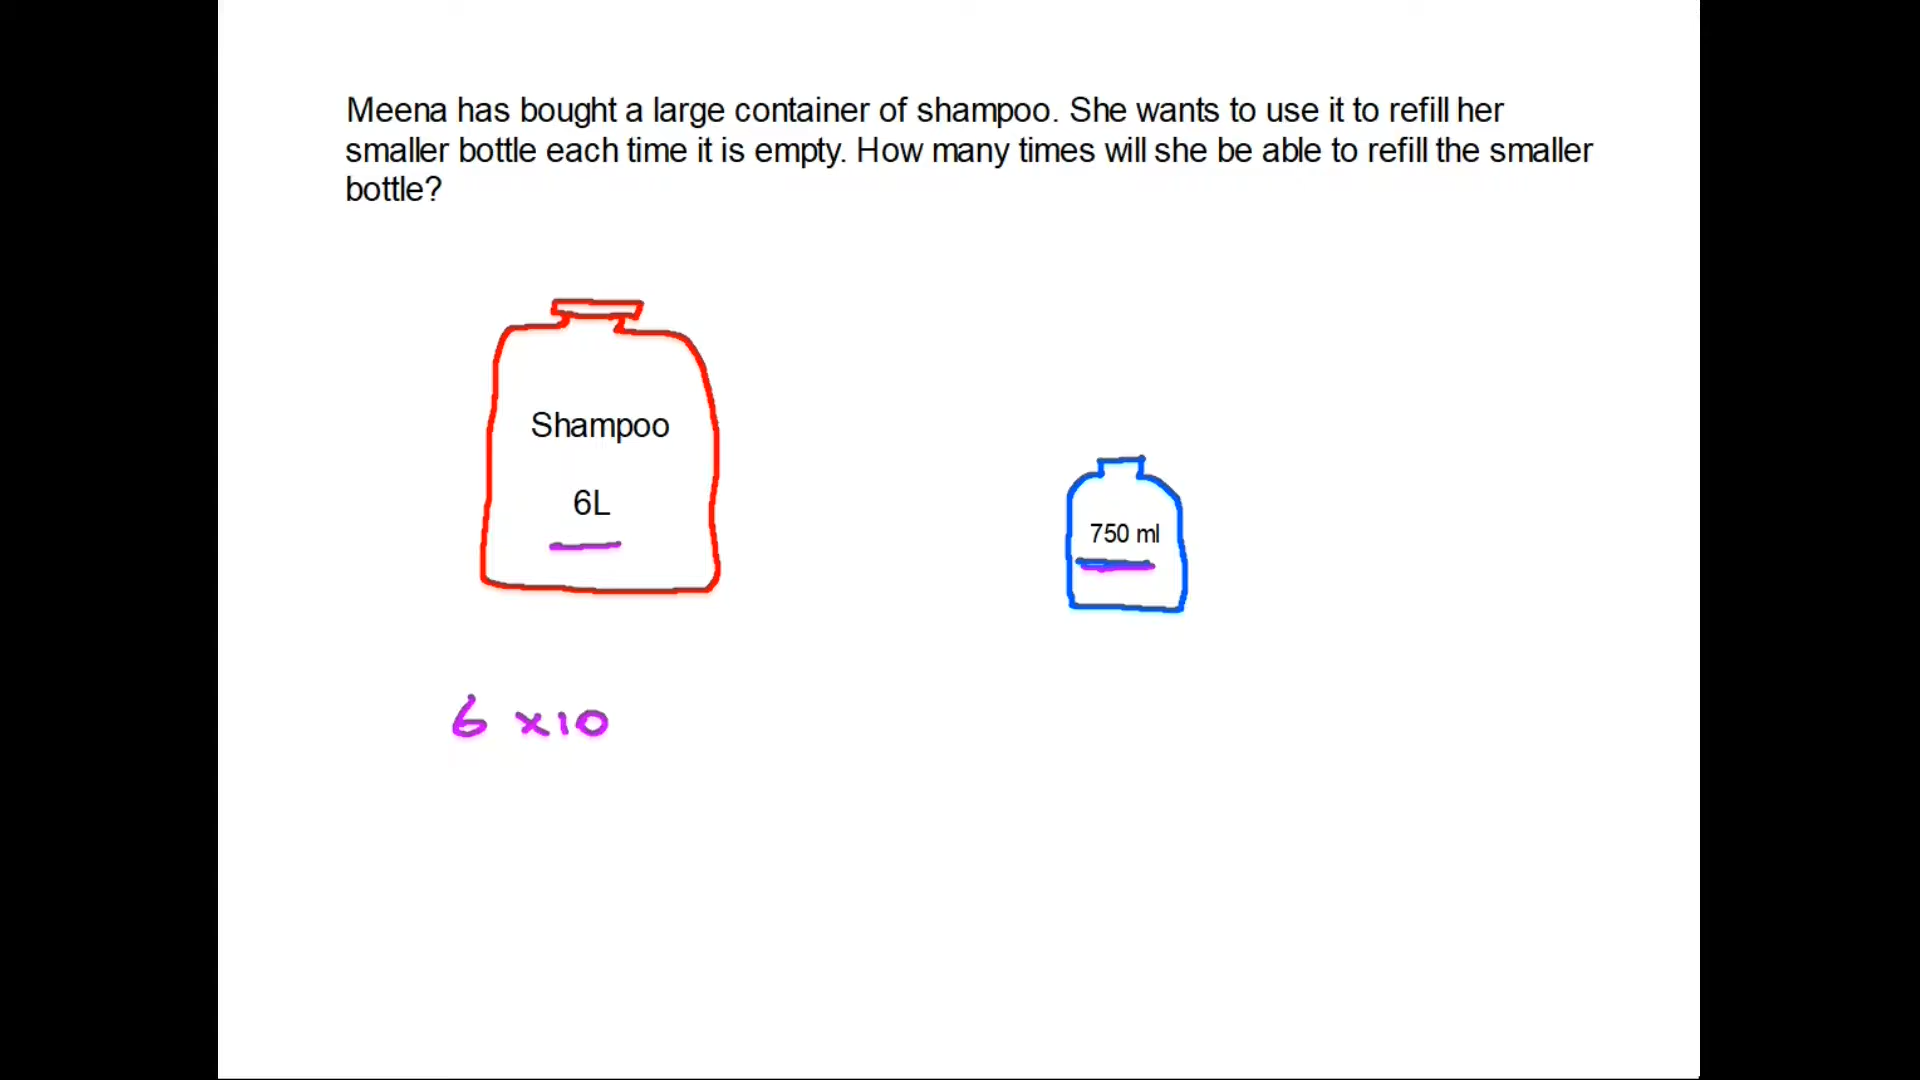 Meena has bought a large container of shampoo. She wants to use it to refill her
smaller bottle each time it is empty. How many times will she be able to refill the smaller
bottle?
Shampoo
6L
750 ml
6 x10